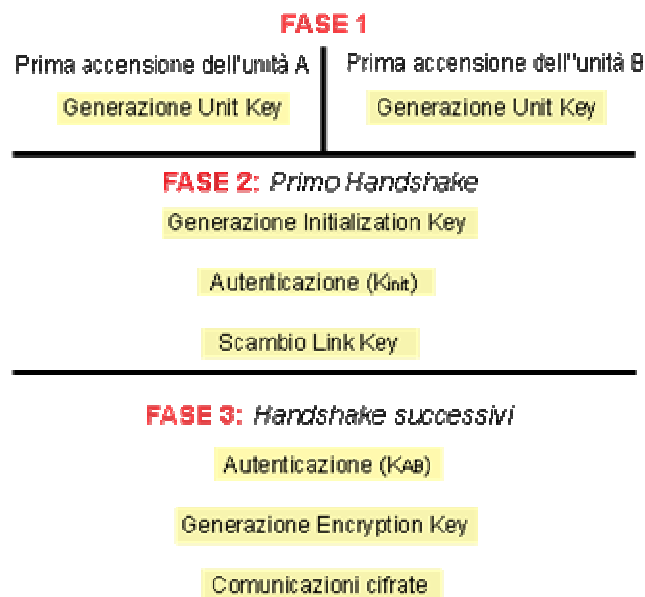 FASE 1
Prima accensione dell'unità A
Generazione Unit Key
Prima accensione dell''unità B
Generazione Unit Key
FASE 2: Primo Handshake
Generazione Initialization Key
Autenticazione (Kinit)
Scambio Link Key
FASE 3: Handshake successivi
Autenticazione (KAB)
Generazione Encryption Key
Comunicazioni cifrate